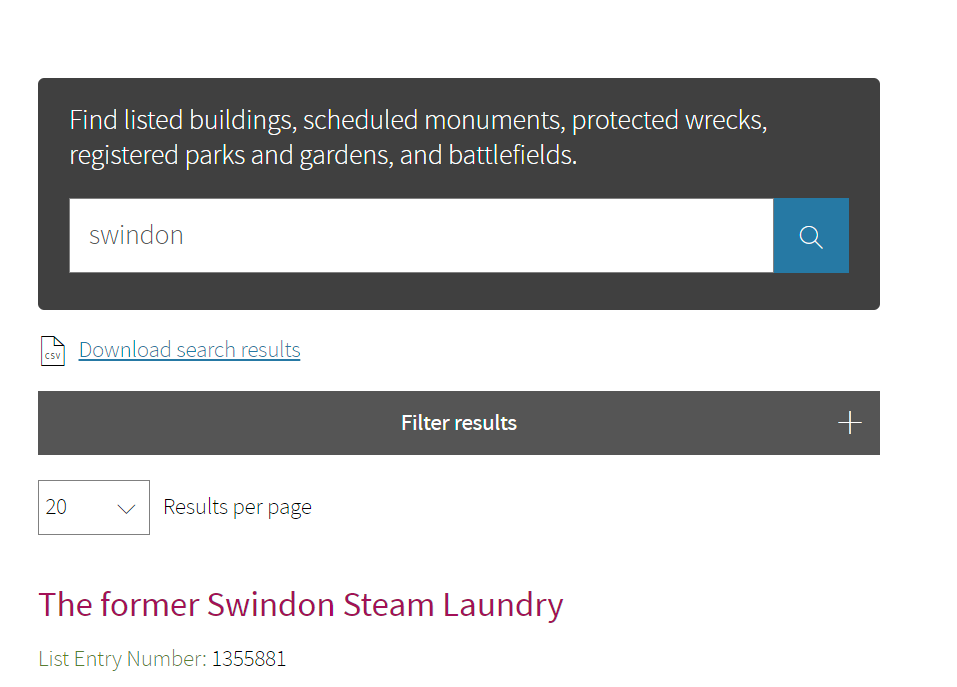 Find listed buildings, scheduled monuments, protected wrecks,
registered parks and gardens, and battlefields.
swindon
CSV
Download search results
Filter results
20
Results per page
The former Swindon Steam Laundry
List Entry Number: 1355881